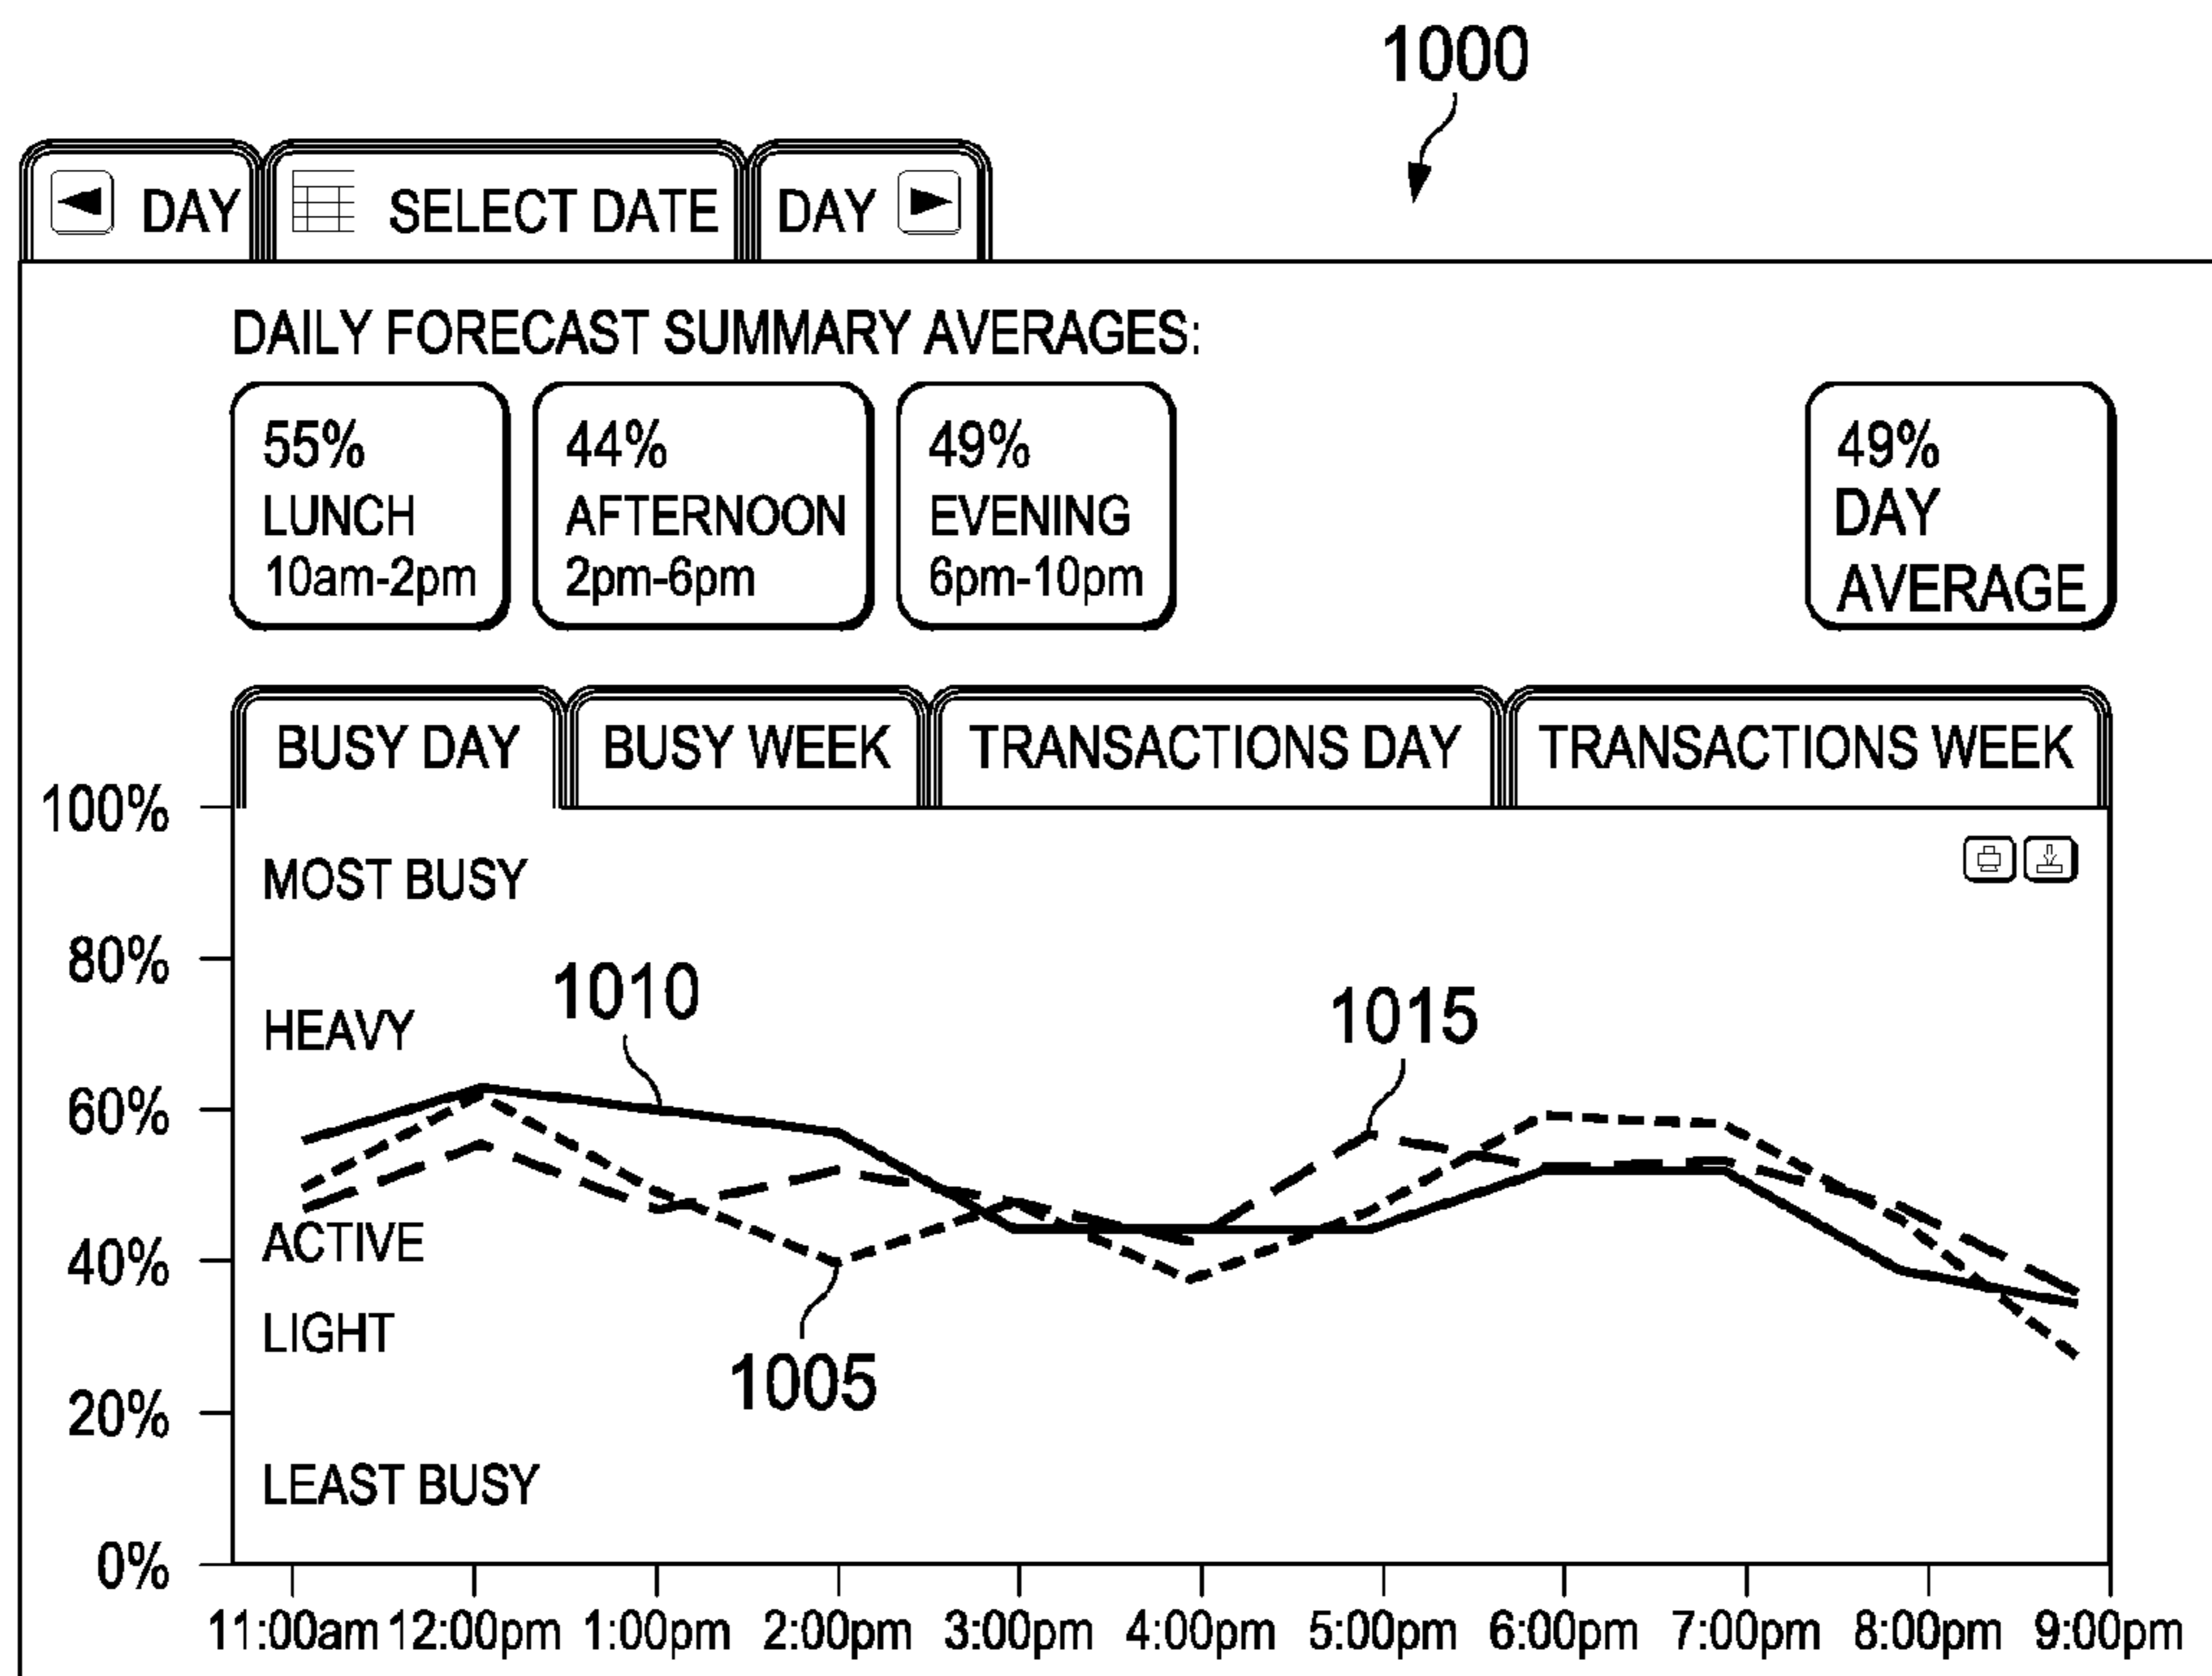 1000
DAY
SELECT DATE
DAY
DAILY FORECAST SUMMARY AVERAGES:
55%
LUNCH
10am-2pm
44%
AFTERNOON
2pm-6pm
49%
EVENING
6pm-10pm
49%
DAY
AVERAGE
BUSY DAY
BUSY WEEK
TRANSACTIONS DAY
TRANSACTIONS WEEK
100%
80%
60%
40%
20%
0%
MOST BUSY
HEAVY
ACTIVE
LIGHT
LEAST BUSY
1010
1015
1005
11:00am 12:00pm 1:00pm 2:00pm 3:00pm 4:00pm 5:00pm 6:00pm 7:00pm 8:00pm 9:00pm